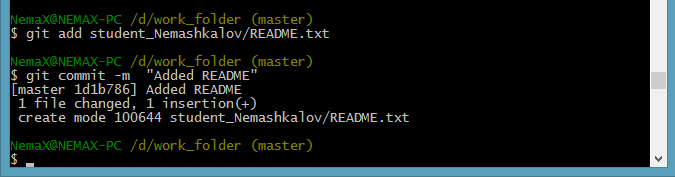 NemaX@NEMAX-PC /d/work_folder (master)
$ git add student_Nemashkalov/README.txt
NemaX@NEMAX-PC /d/work_folder (master)
$ git commit -m  "Added README"
[master 1d1b786] Added README
 1 file changed, 1 insertion(+)
 create mode 100644 student_Nemashkalov/README.txt
NemaX@NEMAX-PC /d/work_folder (master)
$